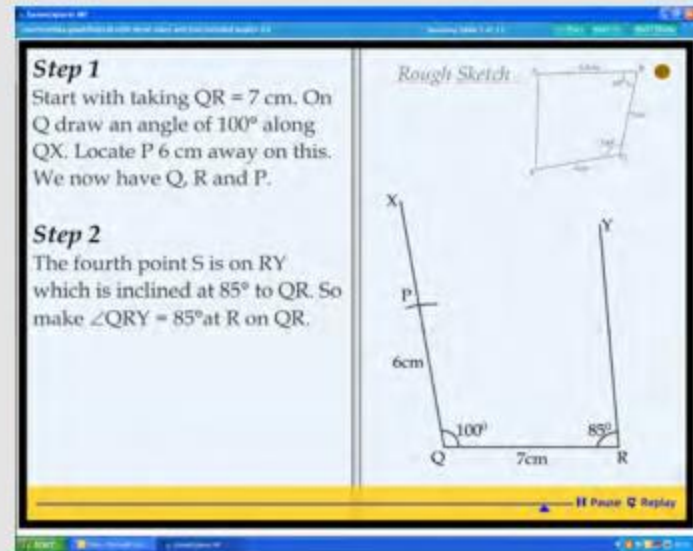 Step 1
Start with taking QR = 7 cm. On
Q draw an angle of 100° along
QX. Locate P 6 cm away on this.
We now have Q, R and P.
Step 2
The fourth point S is on RY
which is inclined at 85° to QR. So
make ∠QRY = 85°at R on QR.
Rough Sketch
X
Y
P
6cm
100⁰
85⁰
Q
7cm
R
Pause
Replay